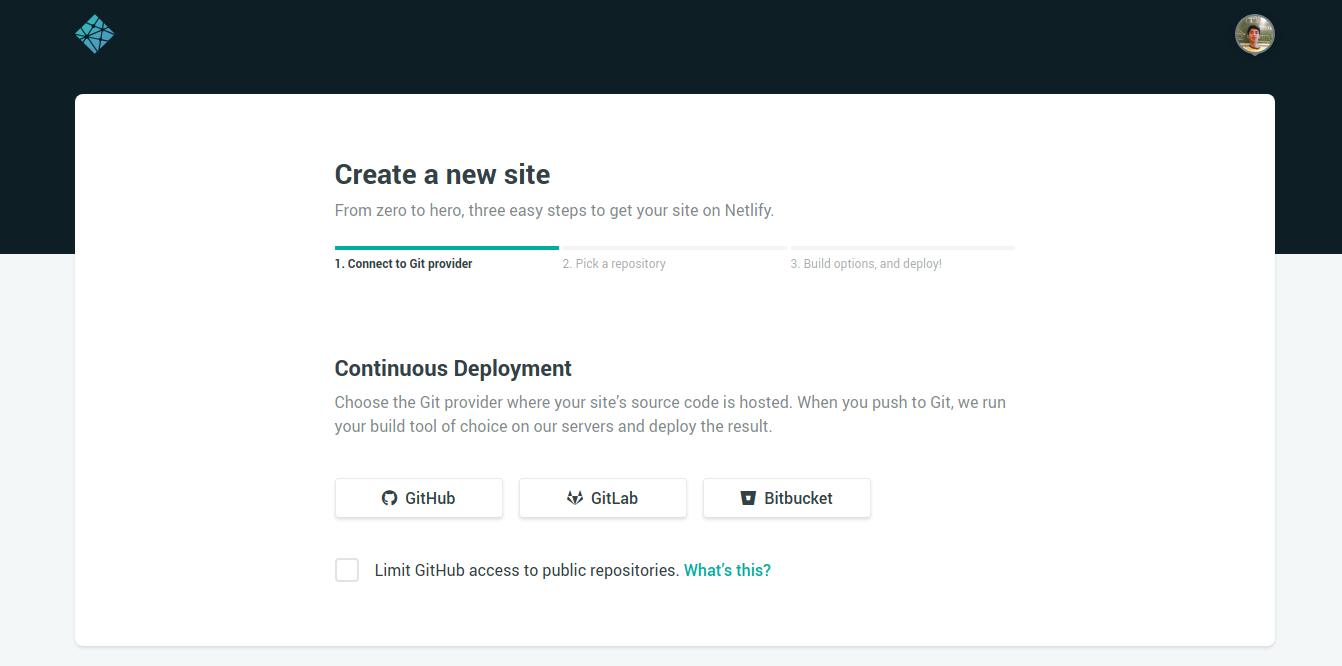 Create a new site
From zero to hero, three easy steps to get your site on Netlify.
1. Connect to Git provider
2. Pick a repository
3. Build options, and deploy!
Continuous Deployment
Choose the Git provider where your site’s source code is hosted. When you push to Git, we run
your build tool of choice on our servers and deploy the result.
GitHub
GitLab
Bitbucket
Limit GitHub access to public repositories. What’s this?